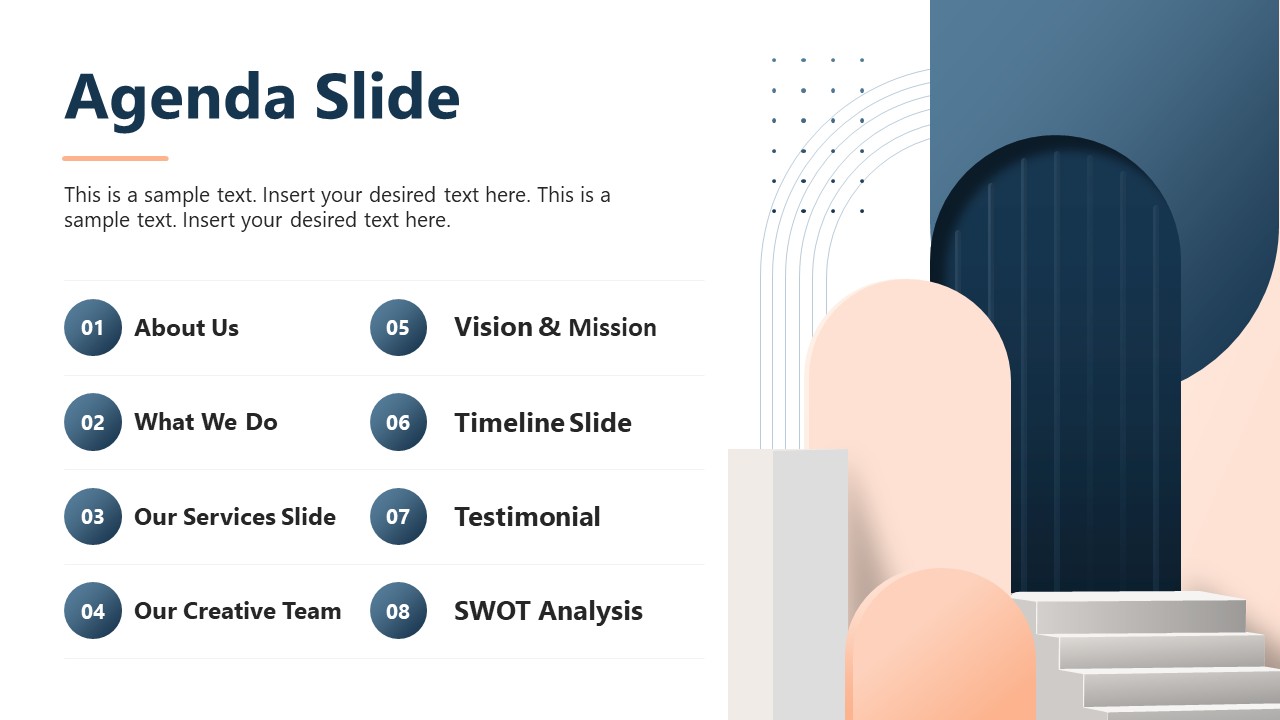 Agenda Slide
This is a sample text. Insert your desired text here. This is a
sample text. Insert your desired text here.
01 About Us
05 Vision & Mission
02 What We Do
06 Timeline Slide
03 Our Services Slide
07 Testimonial
04 Our Creative Team
08 SWOT Analysis